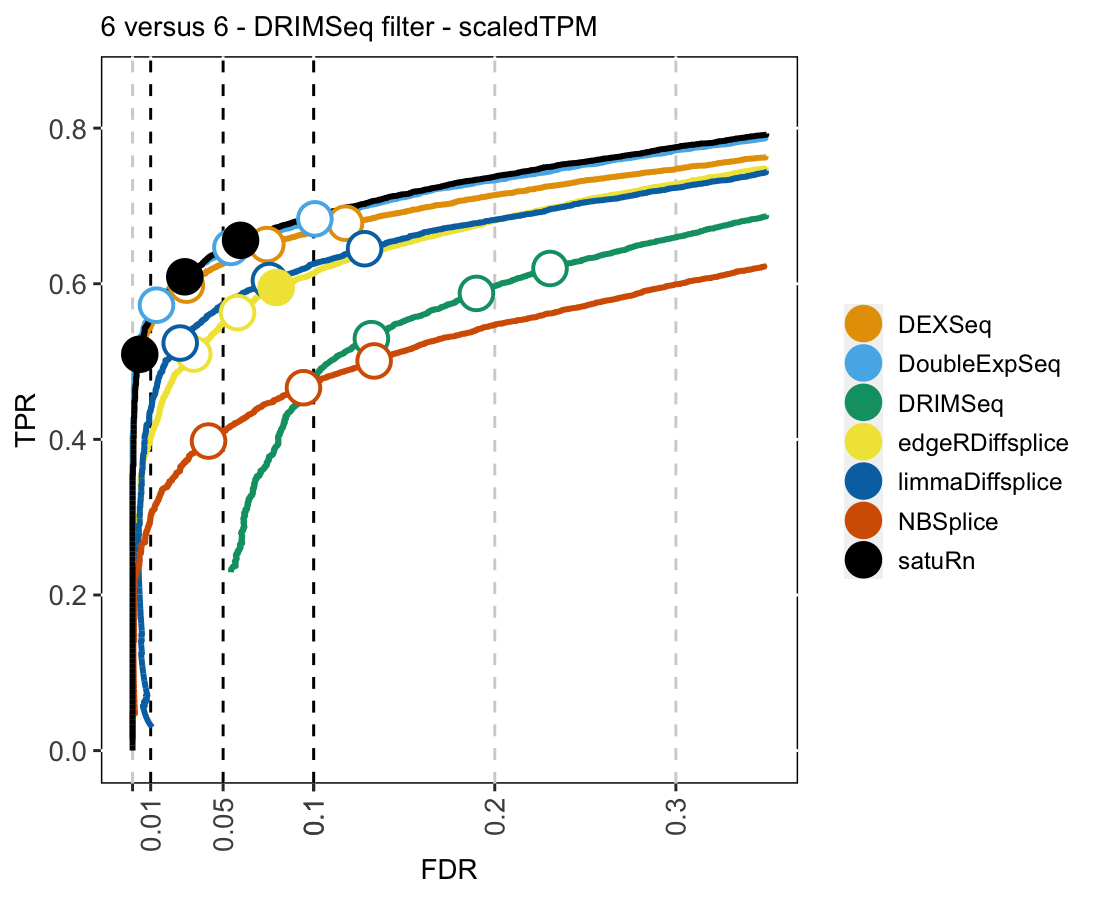 6 versus 6 - DRIMSeq filter - scaledTPM
0.8
0.6
0.4
0.2
0.0
TPR
0.01
0.05
0.1
0.2
0.3
FDR
DEXSeq
DoubleExpSeq
DRIMSeq
edgeRDiffsplice
limmaDiffsplice
NBSplice
satuRn